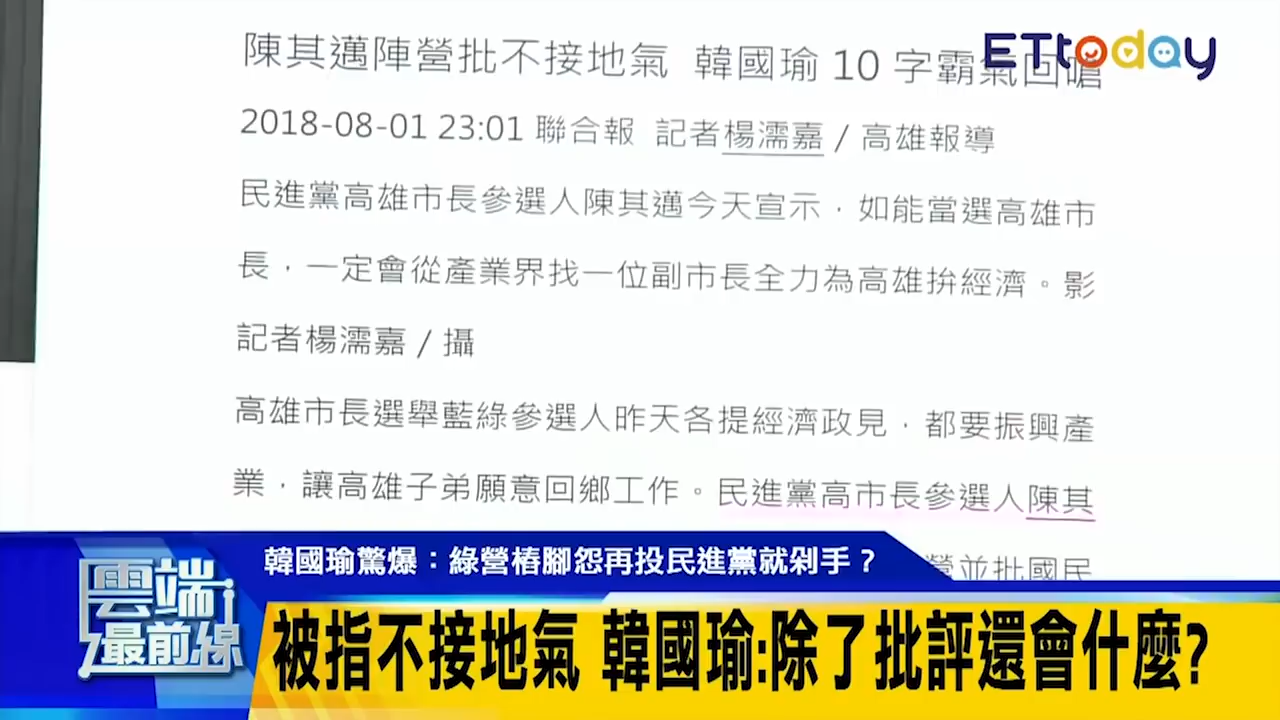 ETtoday
陳其邁陣營批不接地氣 韓國瑜 10 字霸氣回嗆
2018-08-01 23:01 聯合報 記者楊濡嘉 / 高雄報導
民進黨高雄市長參選人陳其邁今天宣示，如能當選高雄市
長，一定會從產業界找一位副市長全力為高雄拚經濟。影
記者楊濡嘉 / 攝
高雄市長選舉藍綠參選人昨天各提經濟政見，都要振興產
業，讓高雄子弟願意回鄉工作。民進黨高市長參選人陳其
營並批國民
韓國瑜驚爆：綠營樁腳怨再投民進黨就剁手？
雲端最前線
被指不接地氣 韓國瑜:除了批評還會什麼?